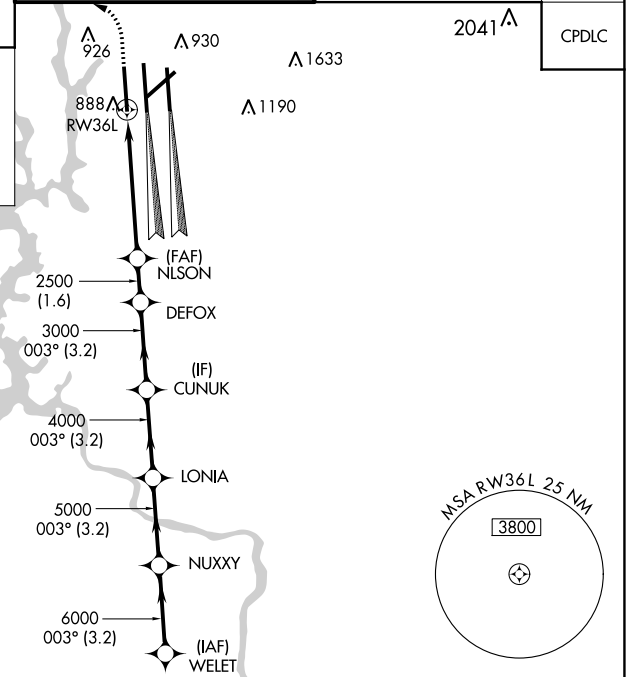 2041
CPDLC
926
930
1633
888
RW36L
1190
(FAF)
NLSON
2500
(1.6)
DEFOX
3000
003° (3.2)
(IF)
CUNUK
4000
003° (3.2)
LONIA
5000
003° (3.2)
NUXXY
6000
003° (3.2)
(IAF)
WELET
MSA RW36L 25 NM
3800